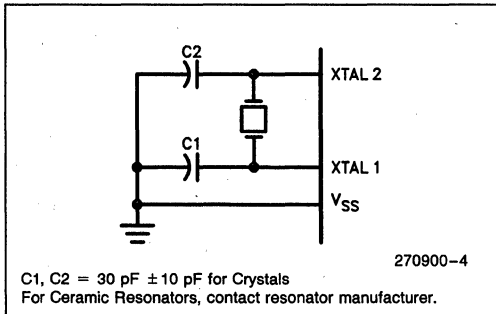 C2
XTAL 2
C1
XTAL 1
VSS
270900-4
C1, C2 = 30 pF ±10 pF for Crystals
For Ceramic Resonators, contact resonator manufacturer.